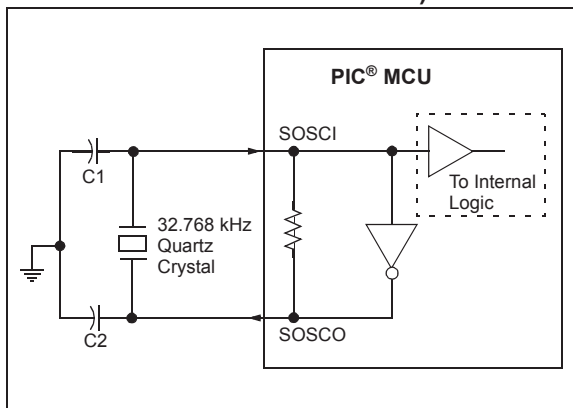 PIC® MCU
SOSCI
C1
To Internal
Logic
32.768 kHz
Quartz
Crystal
SOSCO
C2